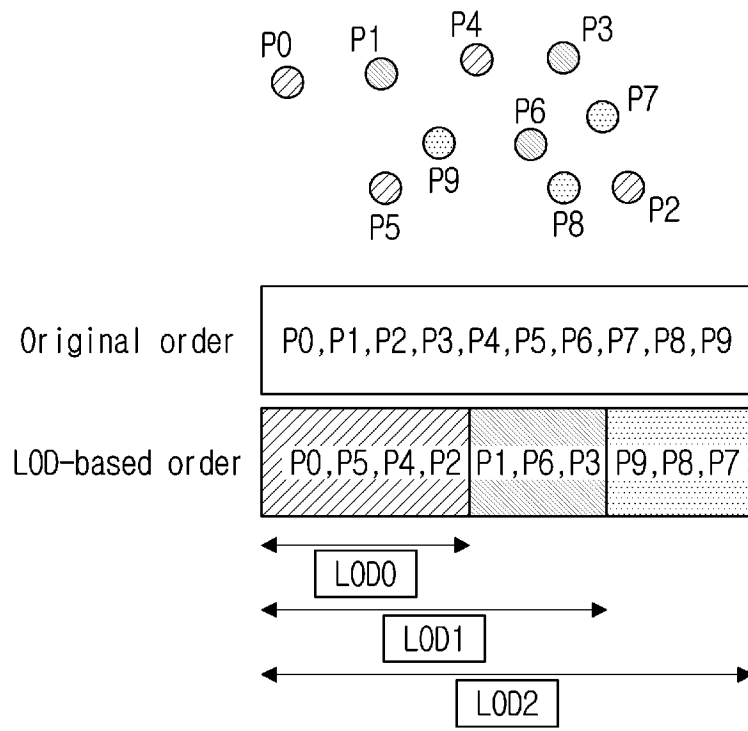 P0 P1 P4 P3
P7
P6
P9
P5 P8 P2
Original order P0,P1,P2,P3,P4,P5,P6,P7,P8,P9
LOD-based order P0,P5,P4,P2 P1,P6,P3 P9,P8,P7
LOD0
LOD1
LOD2